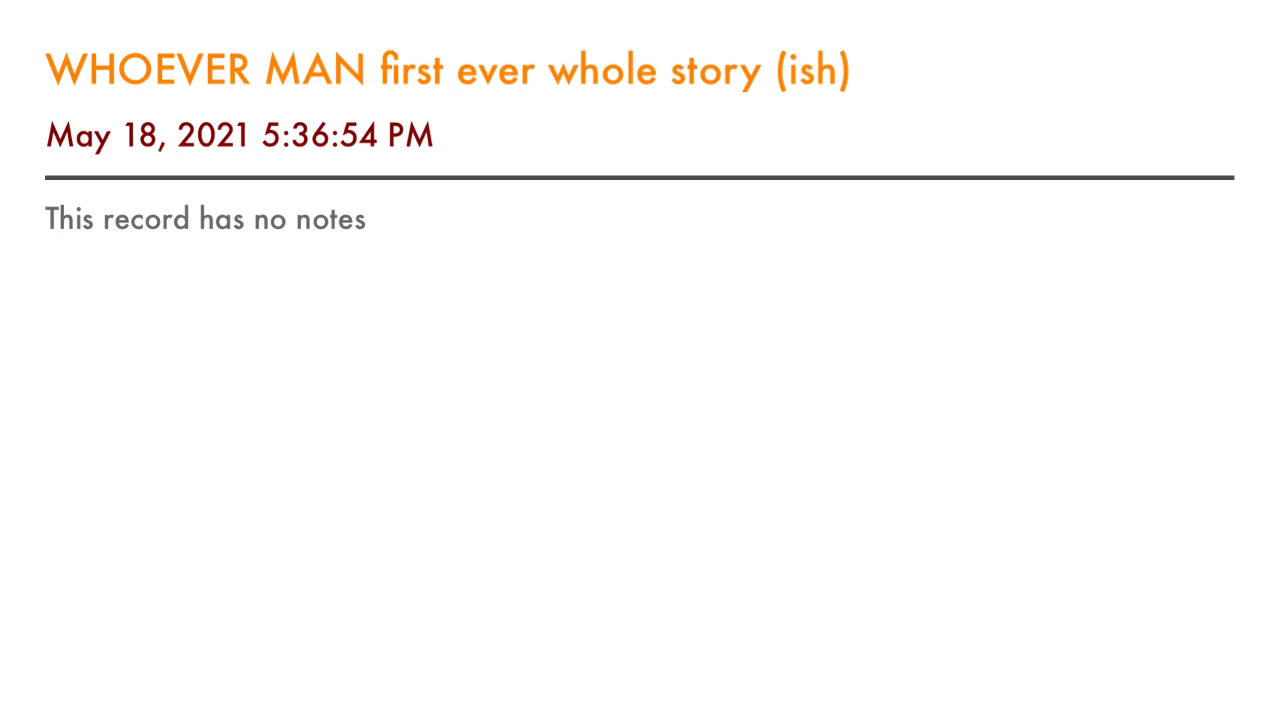 WHOEVER MAN first ever whole story (ish)
May 18, 2021 5:36:54 PM
This record has no notes